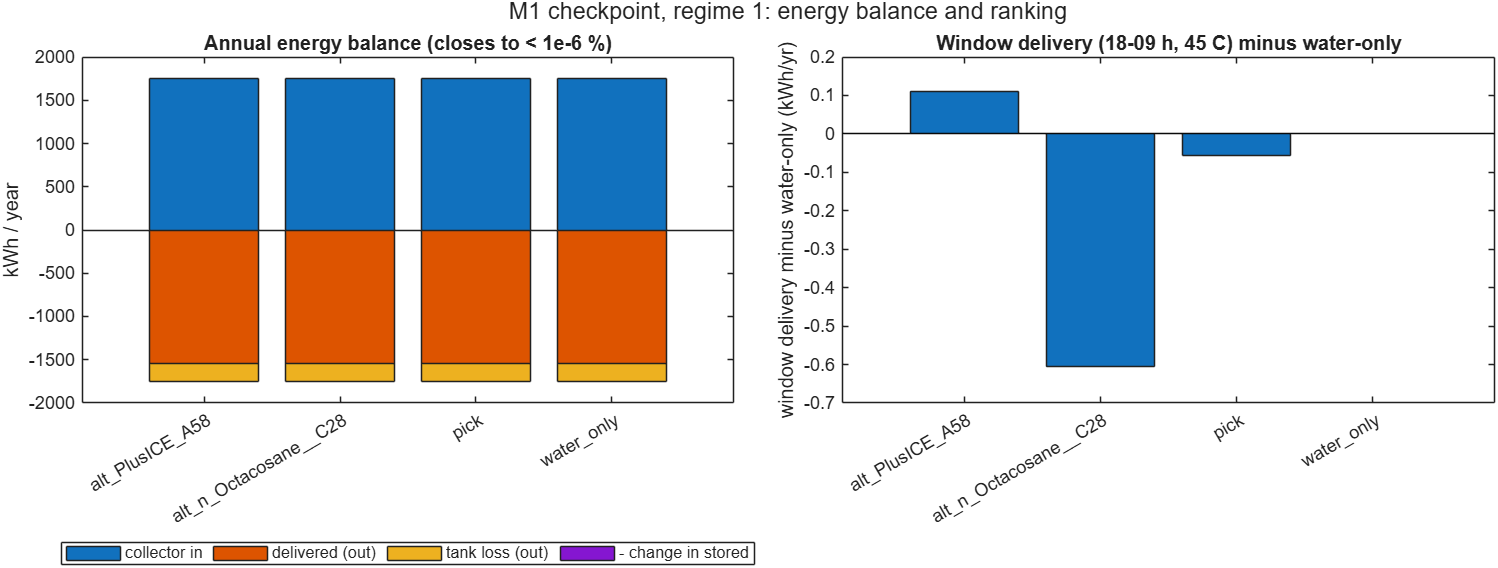 M1 checkpoint, regime 1: energy balance and ranking
Annual energy balance (closes to < 1e-6 %)
kWh / year
2000
1500
1000
500
0
-500
-1000
-1500
-2000
alt_PlusICE_A58
alt_n_Octacosane__C28
pick
water_only
collector in
delivered (out)
tank loss (out)
- change in stored
Window delivery (18-09 h, 45 C) minus water-only
window delivery minus water-only (kWh/yr)
0.2
0.1
0
-0.1
-0.2
-0.3
-0.4
-0.5
-0.6
-0.7
alt_PlusICE_A58
alt_n_Octacosane__C28
pick
water_only